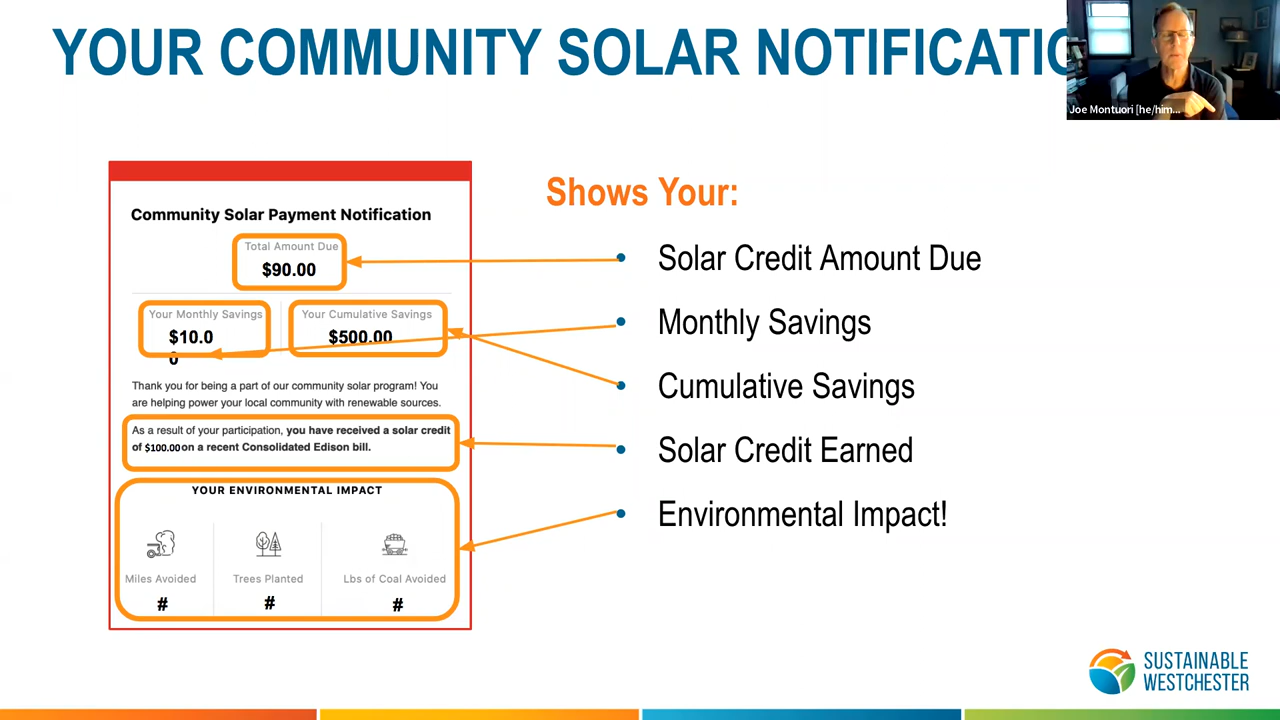 YOUR COMMUNITY SOLAR NOTIFICATIO
Joe Montuori [he/him...
Community Solar Payment Notification
Total Amount Due
$90.00
Your Monthly Savings
$10.0
0
Your Cumulative Savings
$500.00
Thank you for being a part of our community solar program! You
are helping power your local community with renewable sources.
As a result of your participation, you have received a solar credit
of $100.00 on a recent Consolidated Edison bill.
YOUR ENVIRONMENTAL IMPACT
Miles Avoided
#
Trees Planted
#
Lbs of Coal Avoided
#
Shows Your:
• Solar Credit Amount Due
• Monthly Savings
• Cumulative Savings
• Solar Credit Earned
• Environmental Impact!
SUSTAINABLE
WESTCHESTER